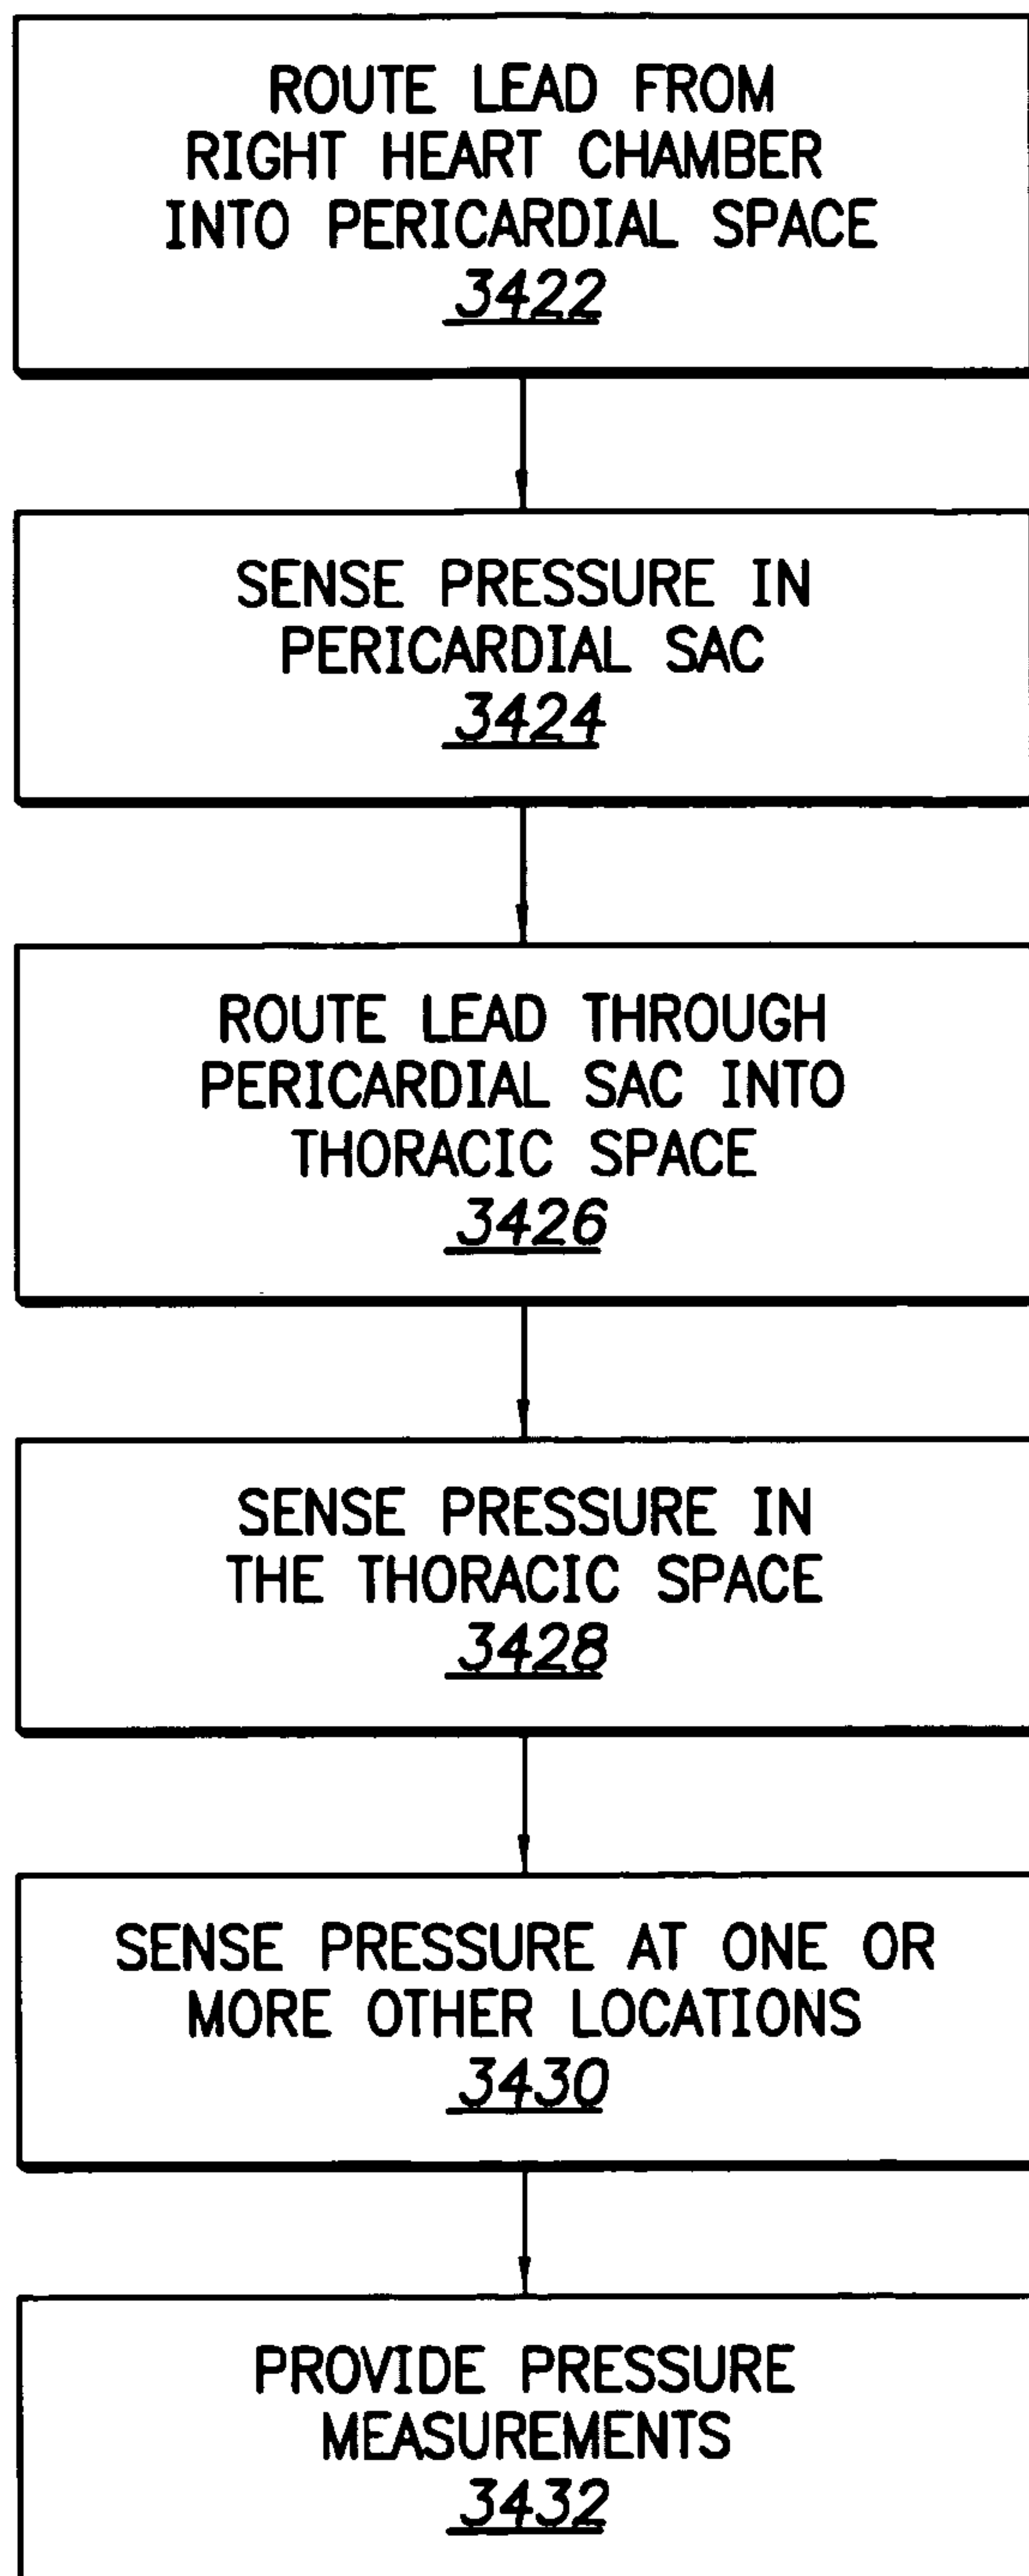 ROUTE LEAD FROM
RIGHT HEART CHAMBER
INTO PERICARDIAL SPACE
3422
SENSE PRESSURE IN
PERICARDIAL SAC
3424
ROUTE LEAD THROUGH
PERICARDIAL SAC INTO
THORACIC SPACE
3426
SENSE PRESSURE IN
THE THORACIC SPACE
3428
SENSE PRESSURE AT ONE OR
MORE OTHER LOCATIONS
3430
PROVIDE PRESSURE
MEASUREMENTS
3432